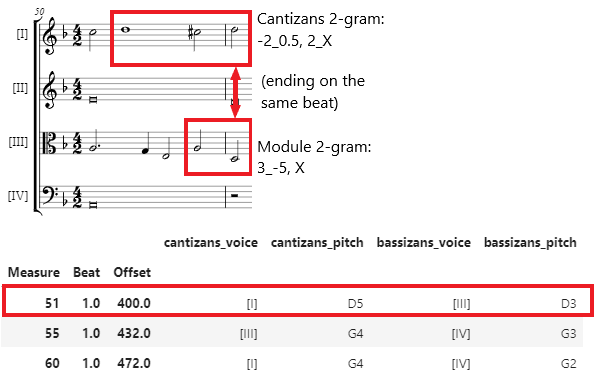 50
Cantizans 2-gram:
-2_0.5, 2_X
[I]
(ending on the
same beat)
[II]
Module 2-gram:
3_-5, X
[III]
[IV]
cantizans_voice cantizans_pitch bassizans_voice bassizans_pitch
Measure Beat Offset
51 1.0 400.0 [I] D5 [III] D3
55 1.0 432.0 [III] G4 [IV] G3
60 1.0 472.0 [I] G4 [IV] G2